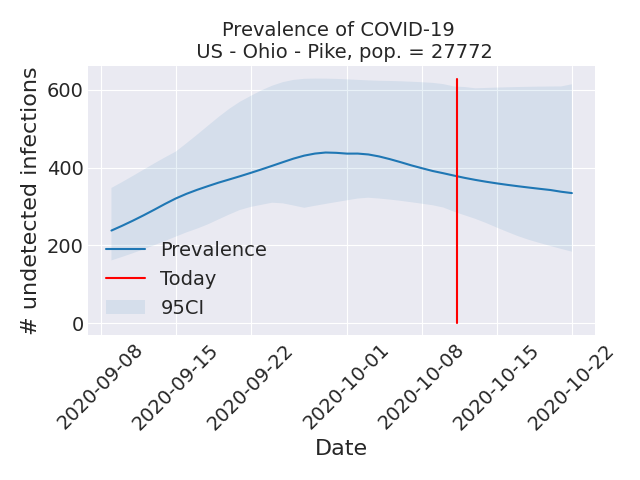 Prevalence of COVID-19
US - Ohio - Pike, pop. = 27772
# undetected infections
600
400
200
0
Prevalence
Today
95CI
2020-09-08
2020-09-15
2020-09-22
2020-10-01
2020-10-08
2020-10-15
2020-10-22
Date